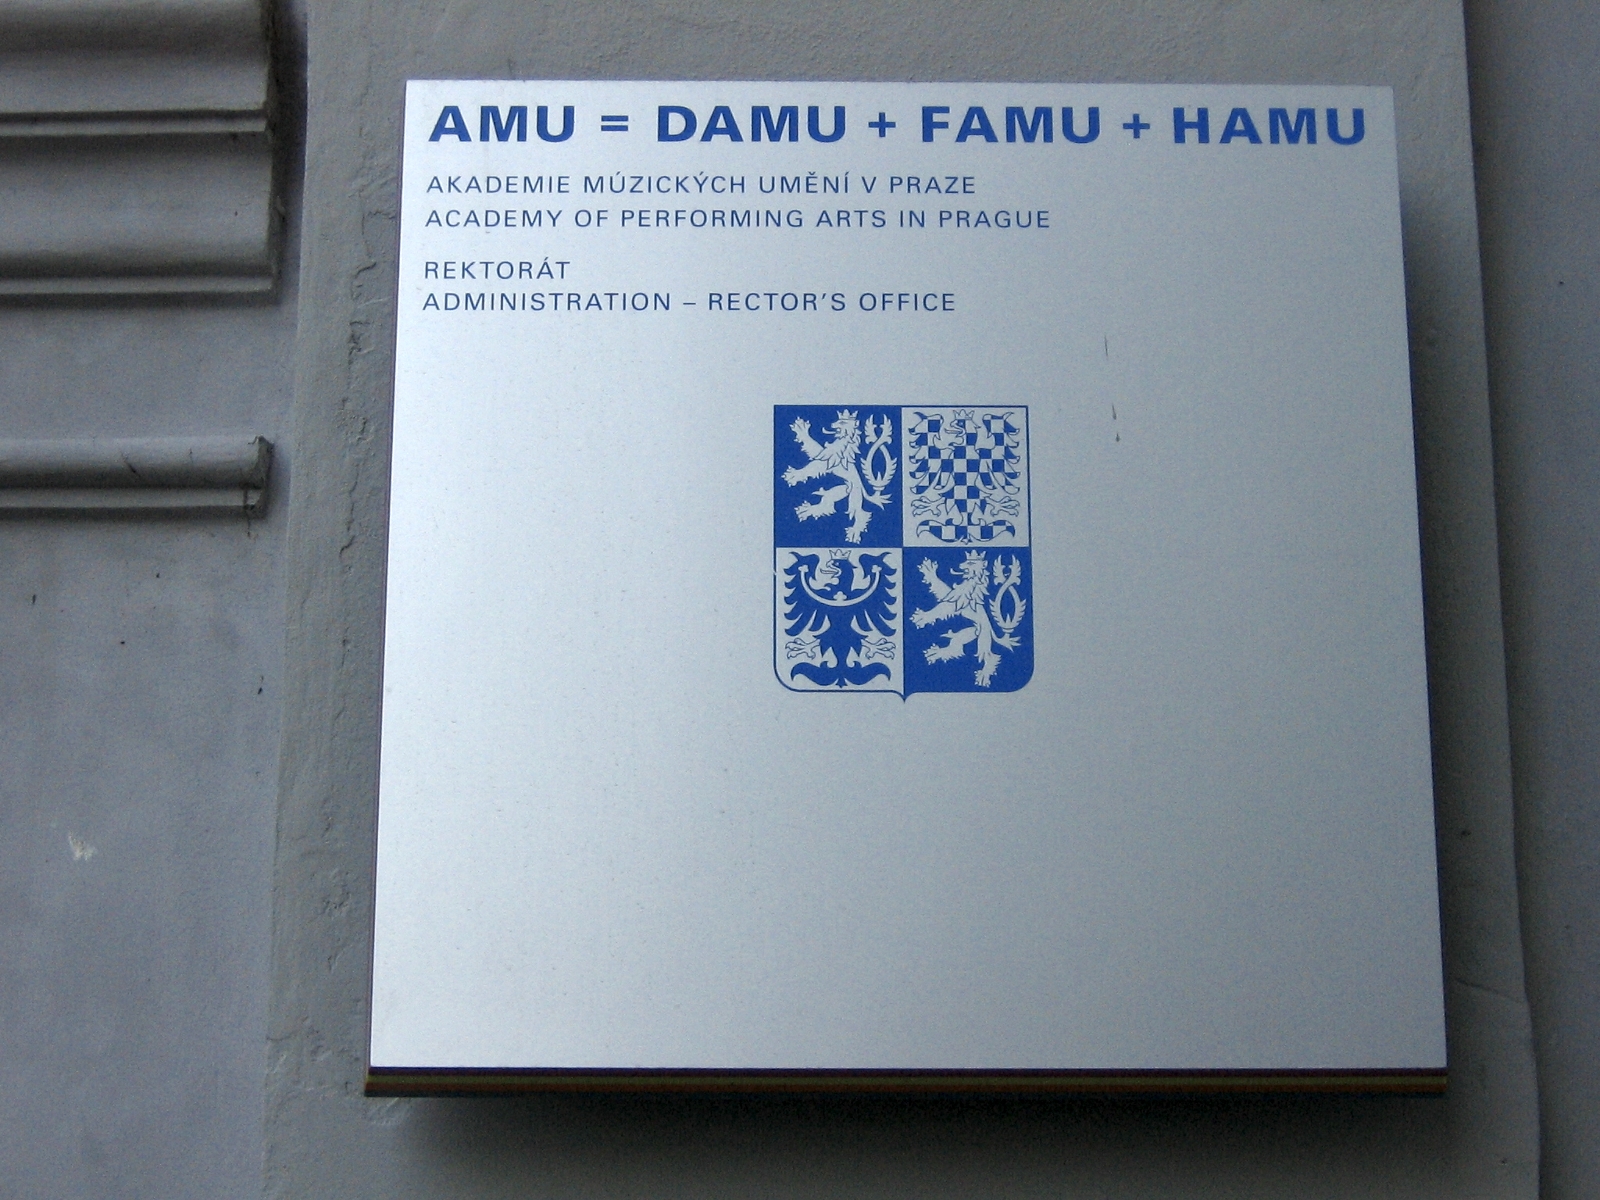 AMU = DAMU + FAMU + HAMU
AKADEMIE MÚZICKÝCH UMĚNÍ V PRAZE
ACADEMY OF PERFORMING ARTS IN PRAGUE
REKTORÁT
ADMINISTRATION – RECTOR'S OFFICE